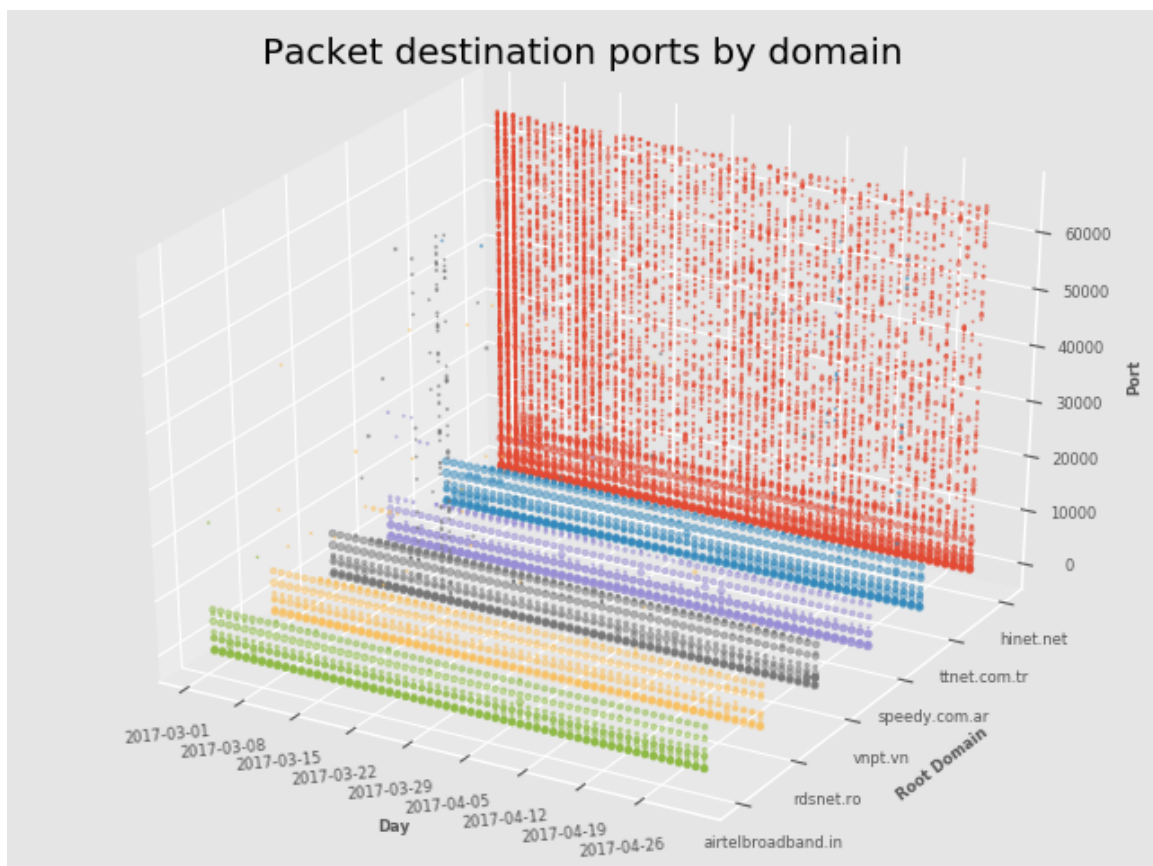 Packet destination ports by domain
60000
50000
40000
30000
20000
10000
0
Port
hinet.net
ttnet.com.tr
speedy.com.ar
vnpt.vn
rdsnet.ro
airtelbroadband.in
Root Domain
2017-03-01
2017-03-08
2017-03-15
2017-03-22
2017-03-29
2017-04-05
2017-04-12
2017-04-19
2017-04-26
Day